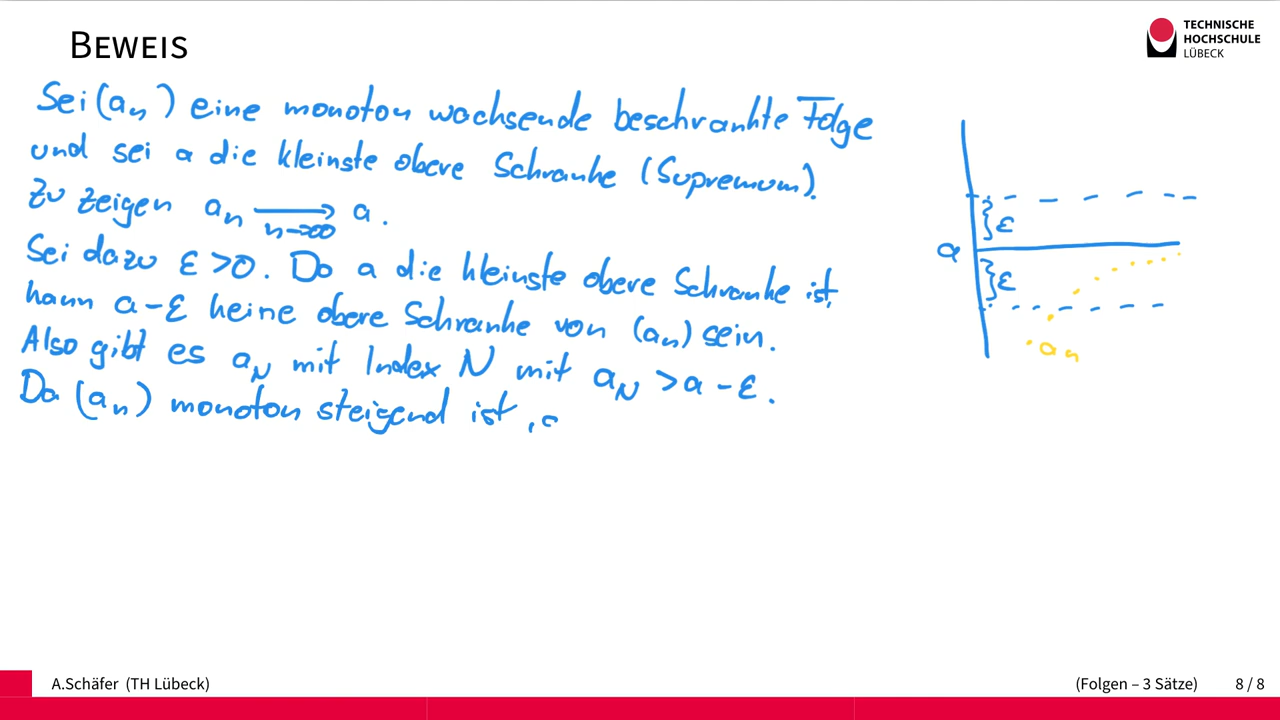 BEWEIS
TECHNISCHE
HOCHSCHULE
LÜBECK
Sei (aₙ) eine monoton wachsende beschränkte Folge
und sei a die kleinste obere Schranke (Supremum).
Zu zeigen aₙ ⟶ a.
n→∞
Sei dazu ε > 0. Da a die kleinste obere Schranke ist,
kann a - ε keine obere Schranke von (aₙ) sein.
Also gibt es a_N mit Index N mit a_N > a - ε.
Da (aₙ) monoton steigend ist,
ε
a
ε
aₙ
A.Schäfer (TH Lübeck)
(Folgen – 3 Sätze)
8 / 8